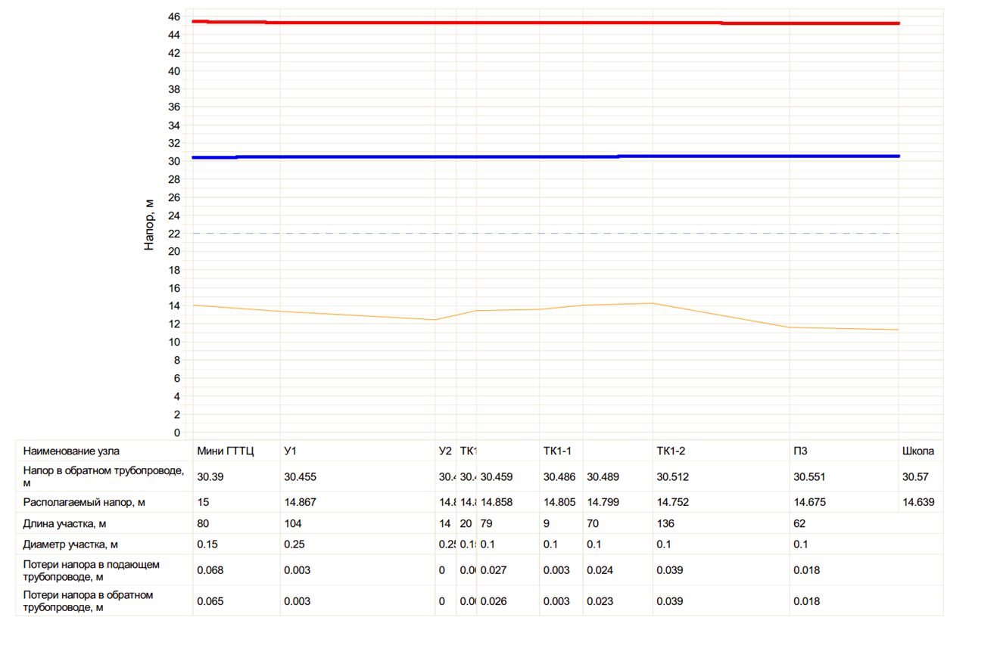 46
44
42
40
38
36
34
32
30
28
26
24
22
20
18
16
14
12
10
8
6
4
2
0
Напор, м
Наименование узла Мини ГТТЦ У1 У2 ТК1 ТК1-1 ТК1-2 П3 Школа
Напор в обратном трубопроводе,
м
30.39 30.455 30.459 30.486 30.489 30.512 30.551 30.57
Располагаемый напор, м 15 14.867 14.858 14.805 14.799 14.752 14.675 14.639
Длина участка, м 80 104 14 20 79 9 70 136 62
Диаметр участка, м 0.15 0.25 0.1 0.1 0.1 0.1 0.1
Потери напора в подающем
трубопроводе, м
0.068 0.003 0 0.027 0.003 0.024 0.039 0.018
Потери напора в обратном
трубопроводе, м
0.065 0.003 0 0.026 0.003 0.023 0.039 0.018